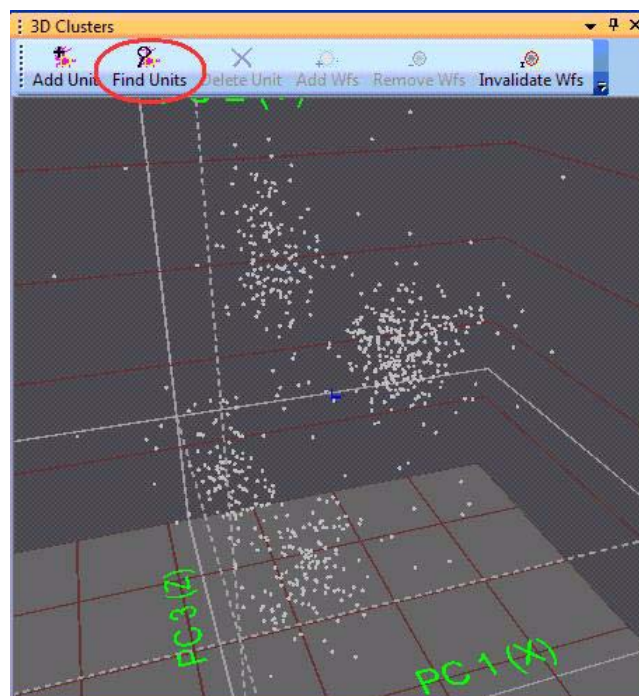 3D Clusters
Add Unit Find Units Delete Unit Add Wfs Remove Wfs Invalidate Wfs
PC 3 (Z)
PC 1 (X)